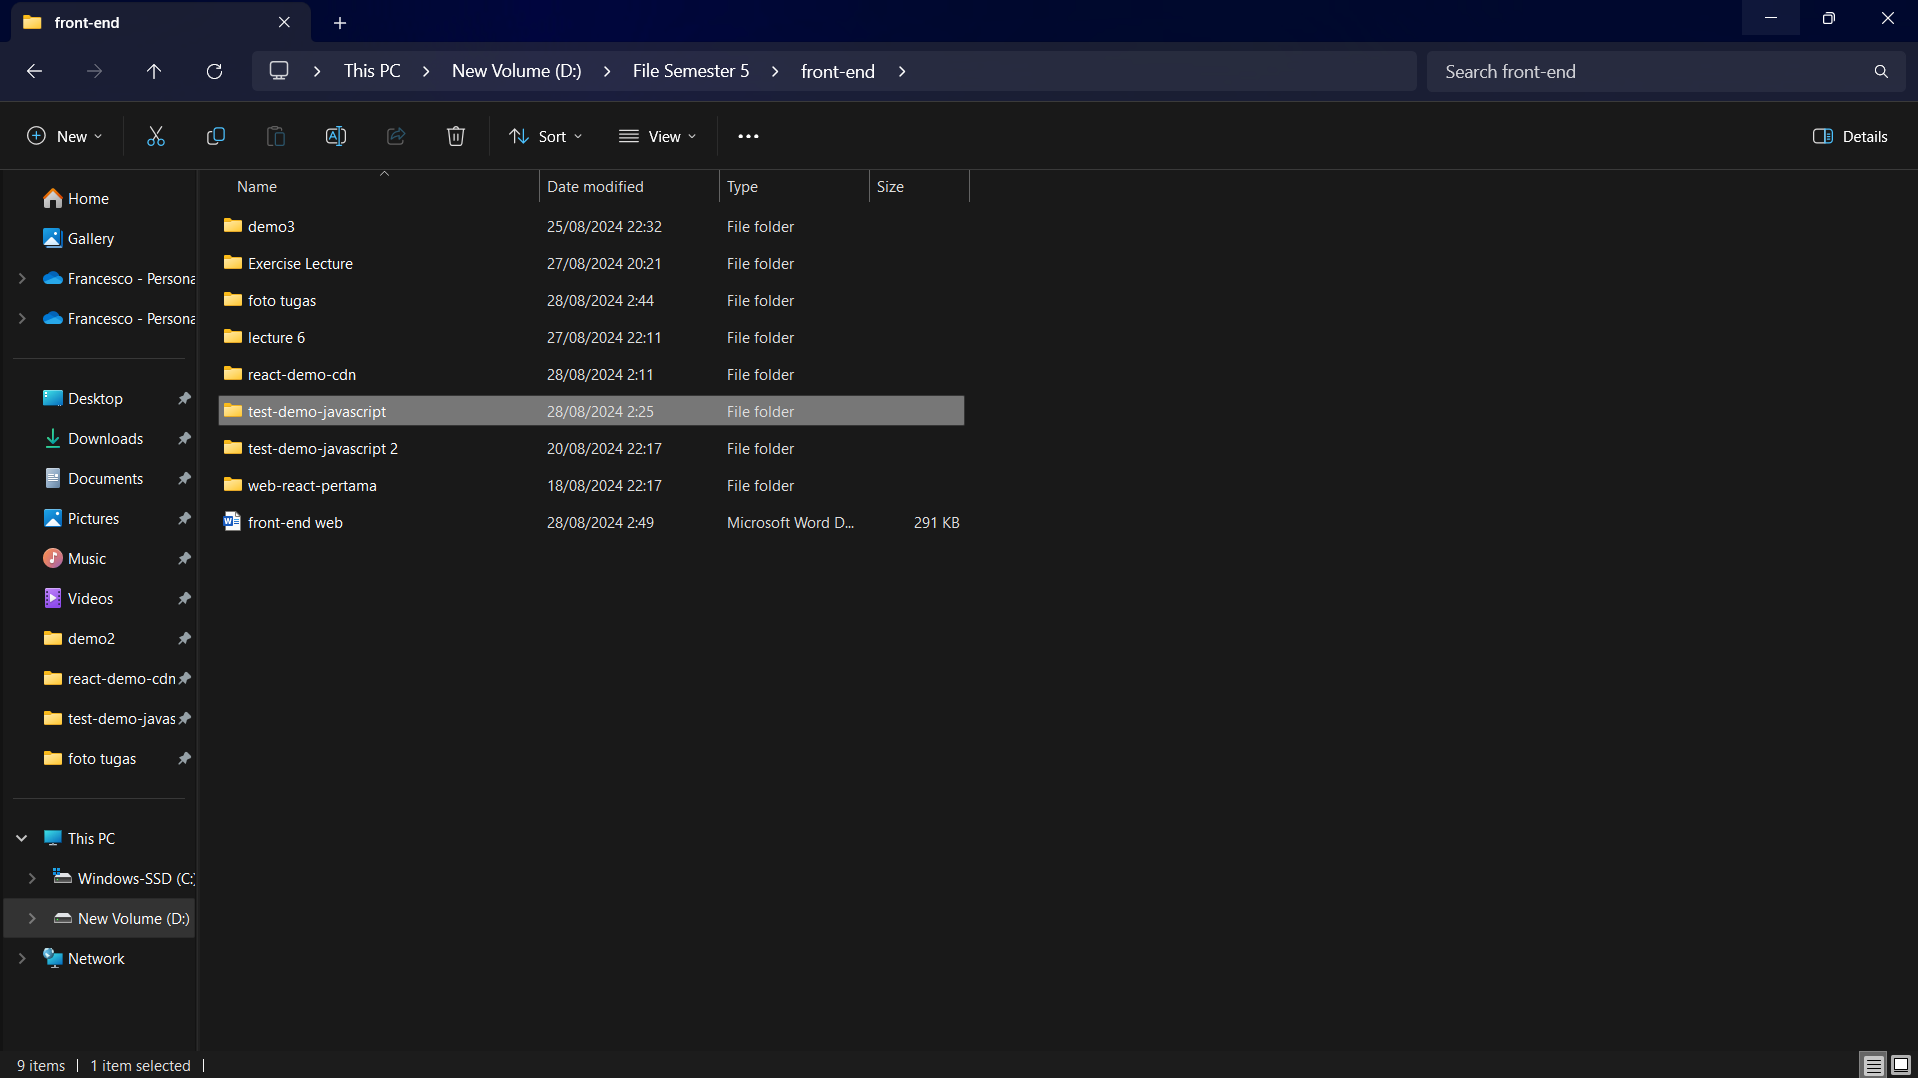 front-end
This PC New Volume (D:) File Semester 5 front-end
Search front-end
New Sort View Details
Name Date modified Type Size
demo3 25/08/2024 22:32 File folder
Exercise Lecture 27/08/2024 20:21 File folder
foto tugas 28/08/2024 2:44 File folder
lecture 6 27/08/2024 22:11 File folder
react-demo-cdn 28/08/2024 2:11 File folder
test-demo-javascript 28/08/2024 2:25 File folder
test-demo-javascript 2 20/08/2024 22:17 File folder
web-react-pertama 18/08/2024 22:17 File folder
front-end web 28/08/2024 2:49 Microsoft Word D... 291 KB
Home
Gallery
Francesco - Persona
Francesco - Persona
Desktop
Downloads
Documents
Pictures
Music
Videos
demo2
react-demo-cdn
test-demo-javas
foto tugas
This PC
Windows-SSD (C:)
New Volume (D:)
Network
9 items 1 item selected